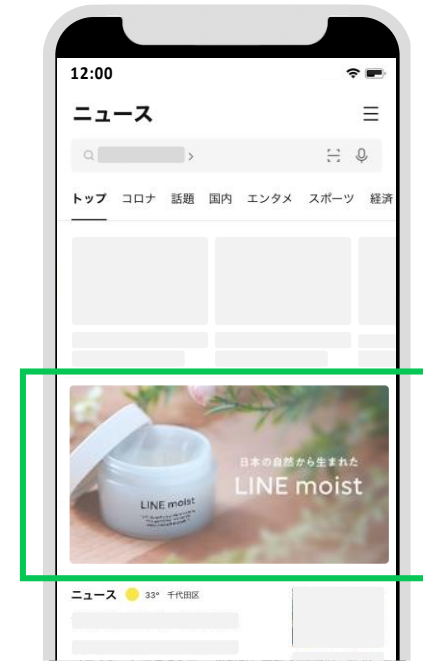 12:00
ニュース
トップ コロナ 話題 国内 エンタメ スポーツ 経済
日本の自然から生まれた
LINE moist
LINE moist
ニュース 33° 千代田区